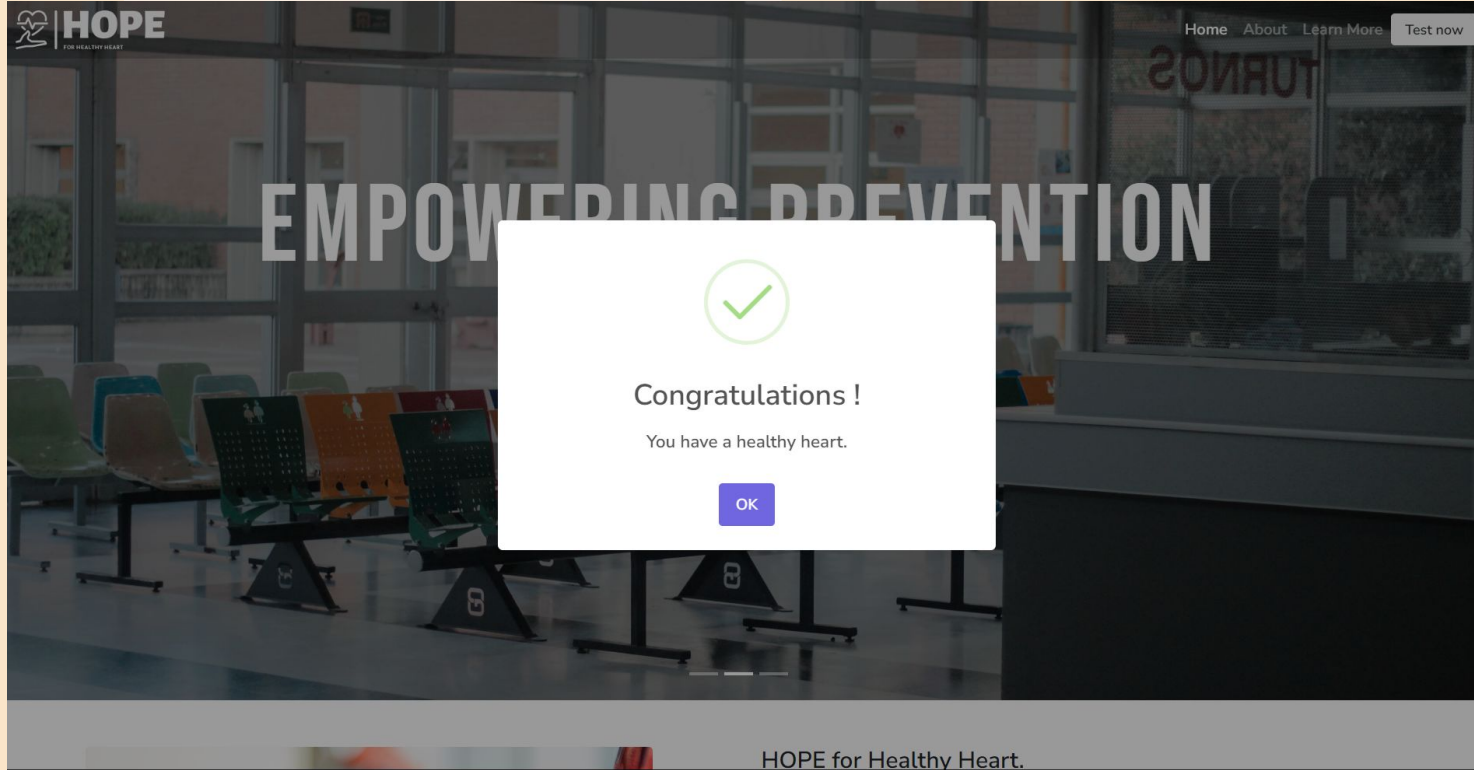 HOPE
FOR HEALTHY HEART
Home About Learn More Test now
TURNOS
EMPOWERING PREVENTION
Congratulations !
You have a healthy heart.
OK
HOPE for Healthy Heart.